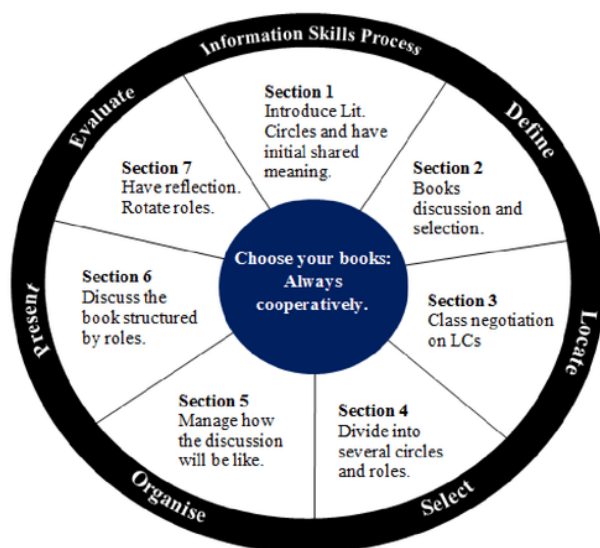 Information Skills Process
Define
Locate
Select
Organise
Present
Evaluate
Section 1
Introduce Lit.
Circles and have
initial shared
meaning.
Section 2
Books
discussion and
selection.
Section 3
Class negotiation
on LCs
Section 4
Divide into
several circles
and roles.
Section 5
Manage how
the discussion
will be like.
Section 6
Discuss the
book structured
by roles.
Section 7
Have reflection.
Rotate roles.
Choose your books:
Always
cooperatively.